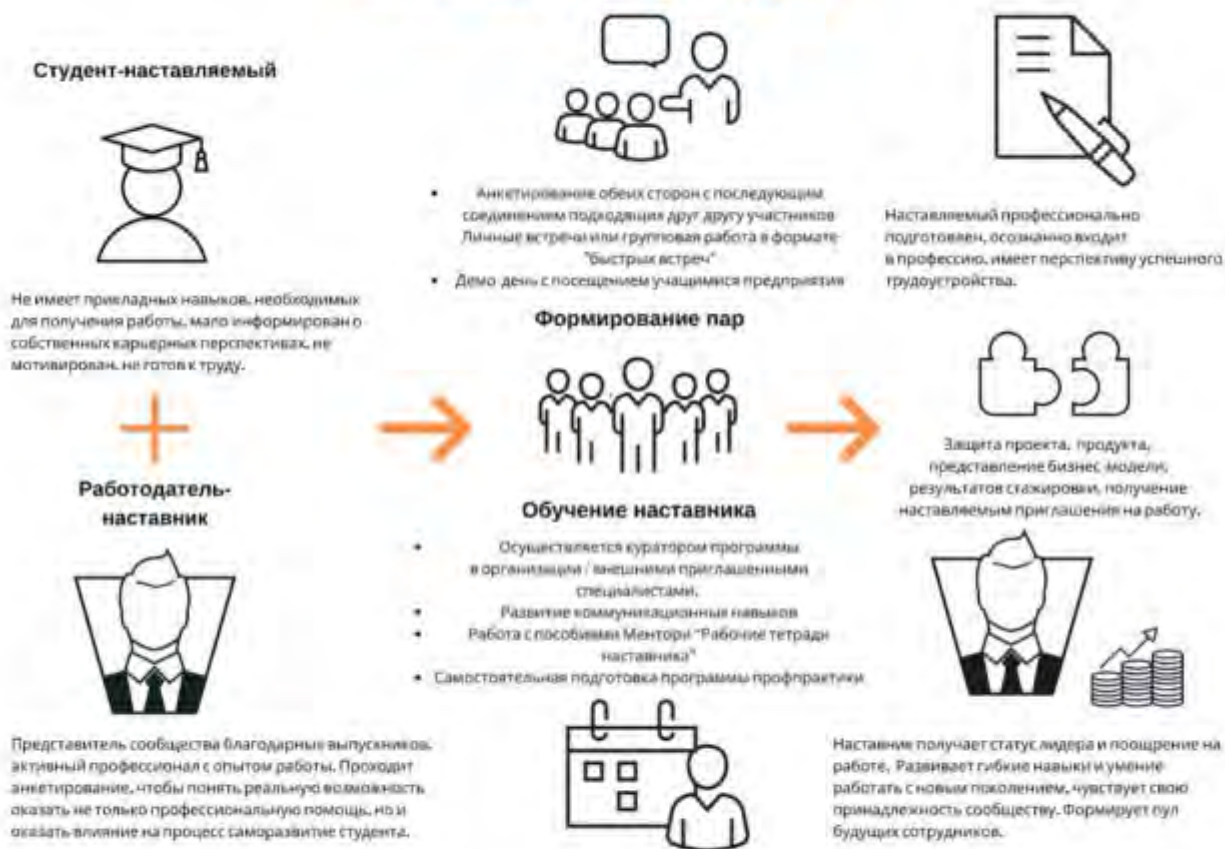 Студент-наставляемый
Не имеет прикладных навыков, необходимых
для получения работы, мало информирован о
собственных карьерных перспективах, не
мотивирован, не готов к труду.
Работодатель-
наставник
Представитель сообщества благодарных выпускников,
активный профессионал с опытом работы. Проходит
анкетирование, чтобы понять реальную возможность
оказать не только профессиональную помощь, но и
оказать влияние на процесс саморазвитие студента.
• Анкетирование обеих сторон с последующим
соединением подходящих друг другу участников
Личные встречи или групповая работа в формате
"быстрых встреч"
• Демо день с посещением учащимися предприятия
Формирование пар
Обучение наставника
• Осуществляется куратором программы
в организации / внешними приглашенными
специалистами.
• Развитие коммуникационных навыков
• Работа с пособиями Ментори "Рабочие тетради
наставника"
• Самостоятельная подготовка программы профпрактики
Наставляемый профессионально
подготовлен, осознанно входит
в профессию, имеет перспективу успешного
трудоустройства.
Защита проекта, продукта,
представление бизнес-модели,
результатов стажировки, получение
наставляемым приглашения на работу.
Наставник получает статус лидера и поощрение на
работе. Развивает гибкие навыки и умение
работать с новым поколением, чувствует свою
принадлежность сообществу. Формирует пул
будущих сотрудников.